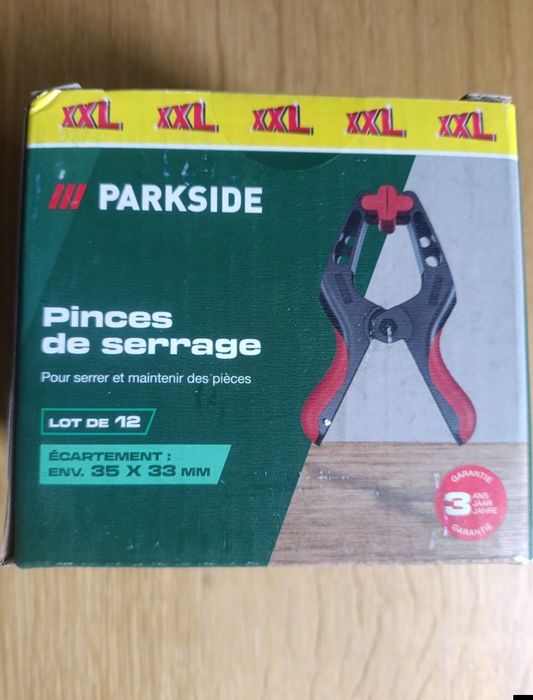 XXL XXL XXL XXL XXL
/// PARKSIDE
Pinces
de serrage
Pour serrer et maintenir des pièces
LOT DE 12
ÉCARTEMENT :
ENV. 35 X 33 MM
GARANTIE
3 ANS
JAAR
JAHRE
GARANTIE